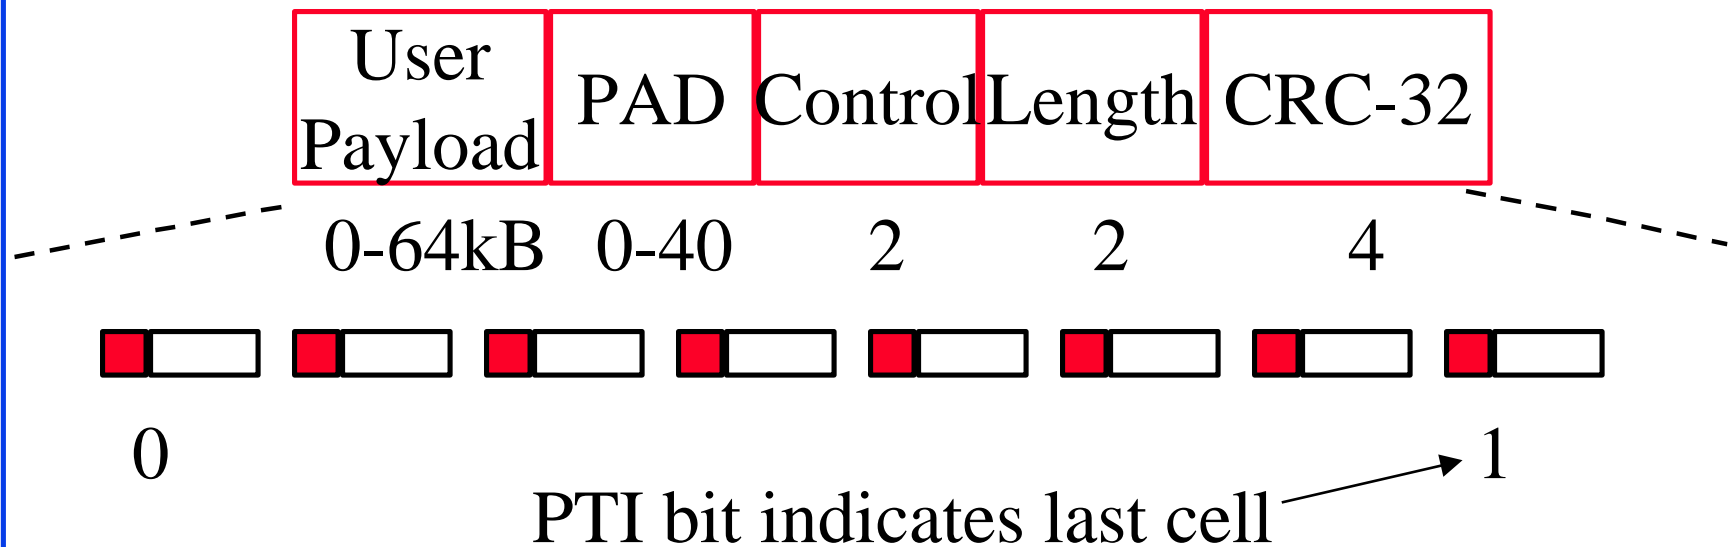 User
Payload
PAD
Control
Length
CRC-32
0-64kB 0-40 2 2 4
0 1
PTI bit indicates last cell